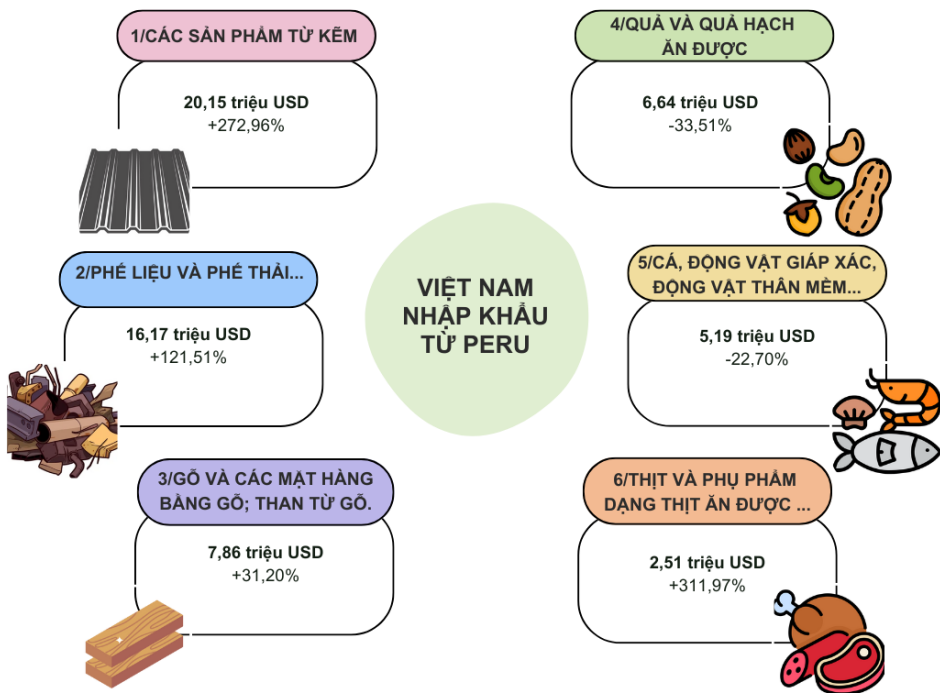 1/CÁC SẢN PHẨM TỪ KẼM
20,15 triệu USD
+272,96%
2/PHẾ LIỆU VÀ PHẾ THẢI...
16,17 triệu USD
+121,51%
3/GỖ VÀ CÁC MẶT HÀNG
BẰNG GỖ; THAN TỪ GỖ.
7,86 triệu USD
+31,20%
VIỆT NAM
NHẬP KHẨU
TỪ PERU
4/QUẢ VÀ QUẢ HẠCH
ĂN ĐƯỢC
6,64 triệu USD
-33,51%
5/CÁ, ĐỘNG VẬT GIÁP XÁC,
ĐỘNG VẬT THÂN MỀM...
5,19 triệu USD
-22,70%
6/THỊT VÀ PHỤ PHẨM
DẠNG THỊT ĂN ĐƯỢC ...
2,51 triệu USD
+311,97%